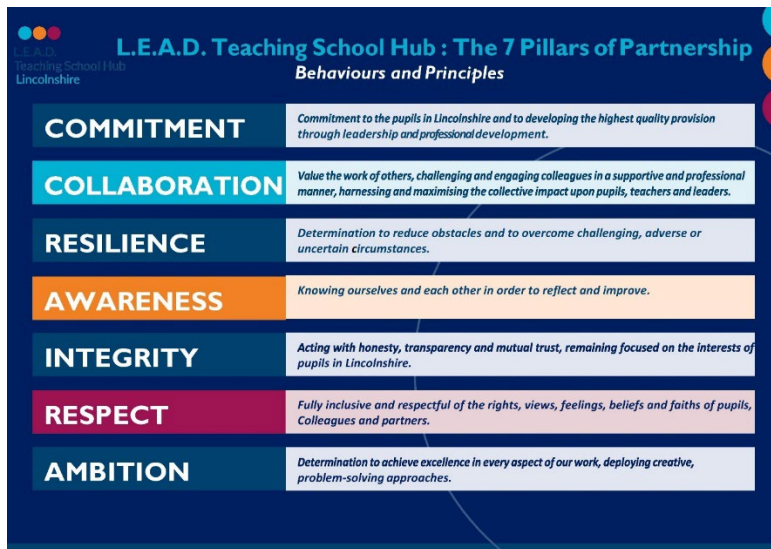 L.E.A.D.
Teaching School Hub
Lincolnshire
L.E.A.D. Teaching School Hub : The 7 Pillars of Partnership
Behaviours and Principles
COMMITMENT
Commitment to the pupils in Lincolnshire and to developing the highest quality provision
through leadership and professional development.
COLLABORATION
Value the work of others, challenging and engaging colleagues in a supportive and professional
manner, harnessing and maximising the collective impact upon pupils, teachers and leaders.
RESILIENCE
Determination to reduce obstacles and to overcome challenging, adverse or
uncertain circumstances.
AWARENESS
Knowing ourselves and each other in order to reflect and improve.
INTEGRITY
Acting with honesty, transparency and mutual trust, remaining focused on the interests of
pupils in Lincolnshire.
RESPECT
Fully inclusive and respectful of the rights, views, feelings, beliefs and faiths of pupils,
Colleagues and partners.
AMBITION
Determination to achieve excellence in every aspect of our work, deploying creative,
problem-solving approaches.